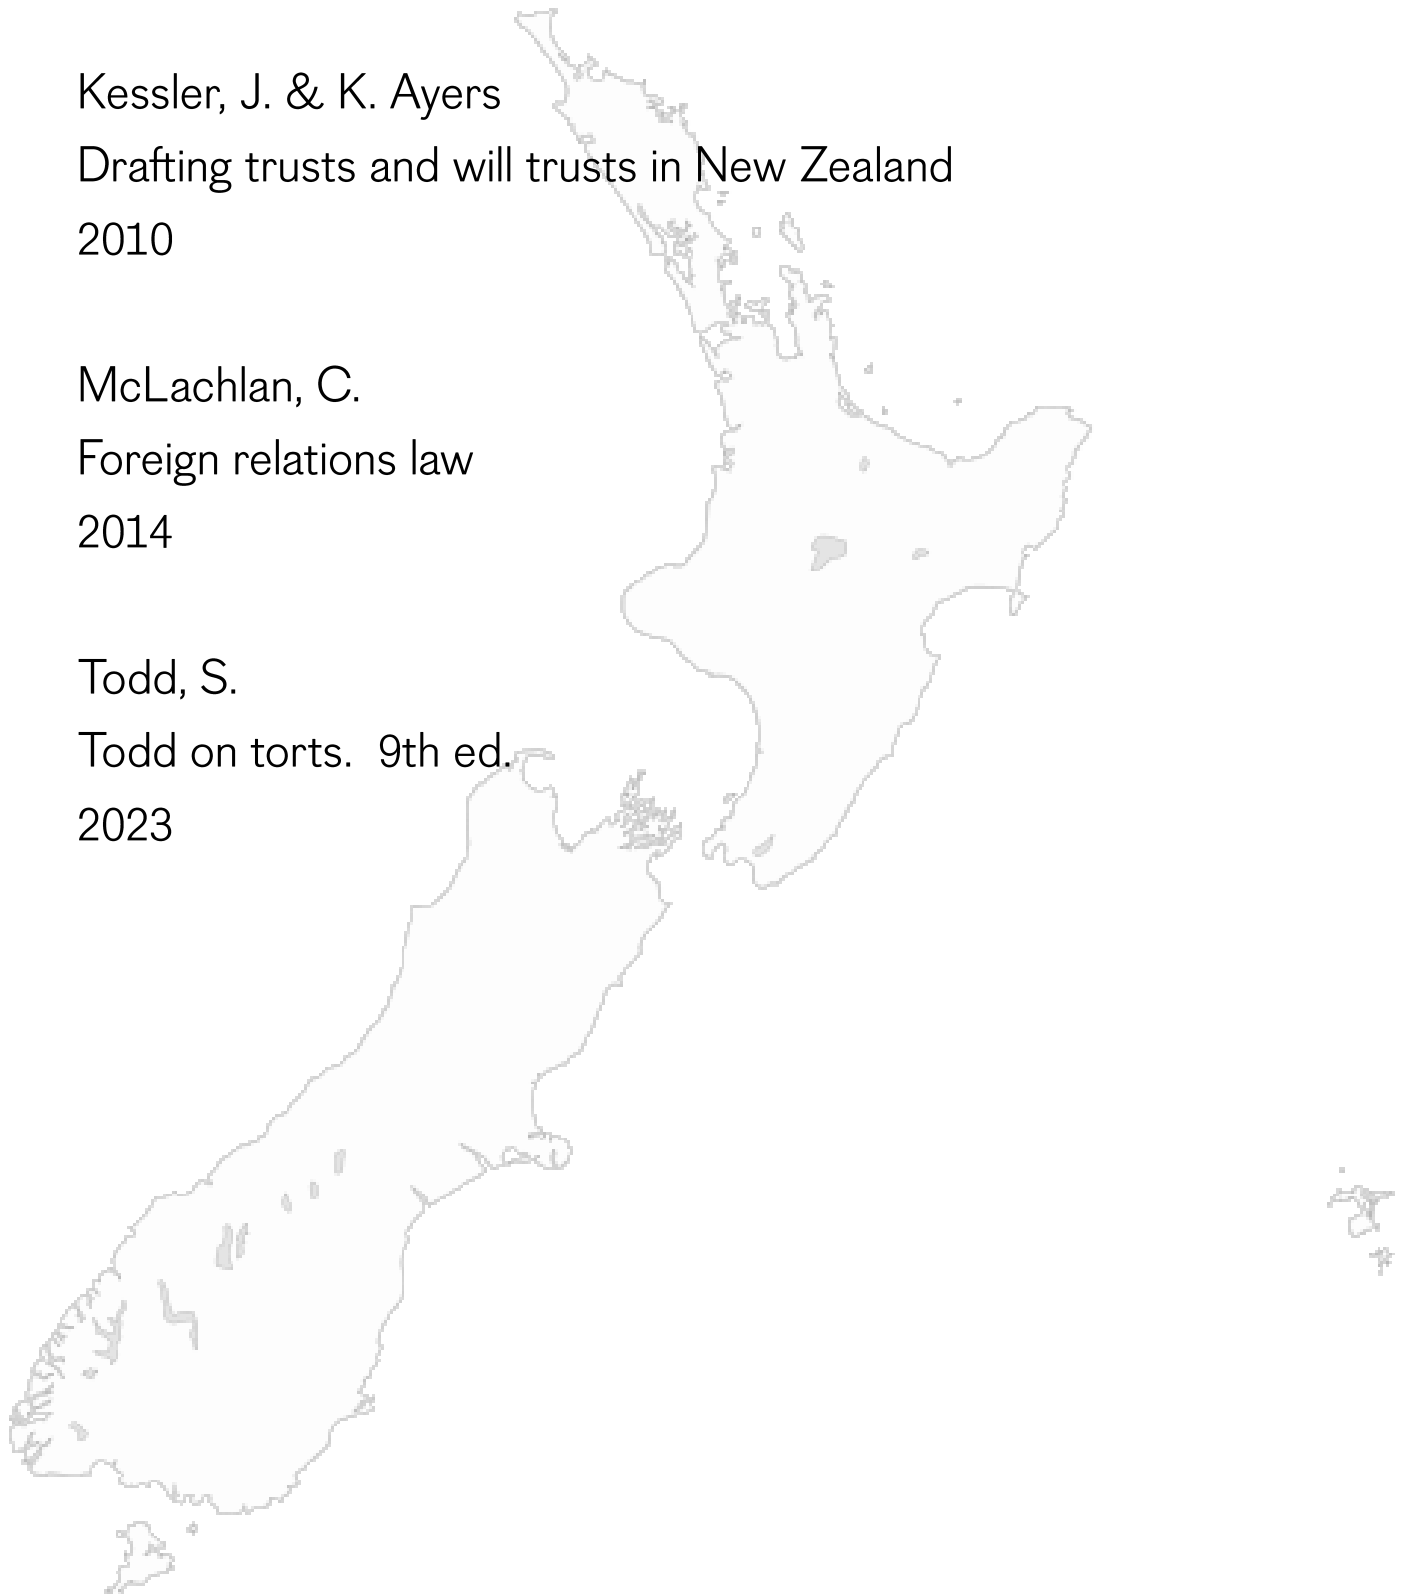 Kessler, J. & K. Ayers
Drafting trusts and will trusts in New Zealand
2010
McLachlan, C.
Foreign relations law
2014
Todd, S.
Todd on torts.  9th ed.
2023